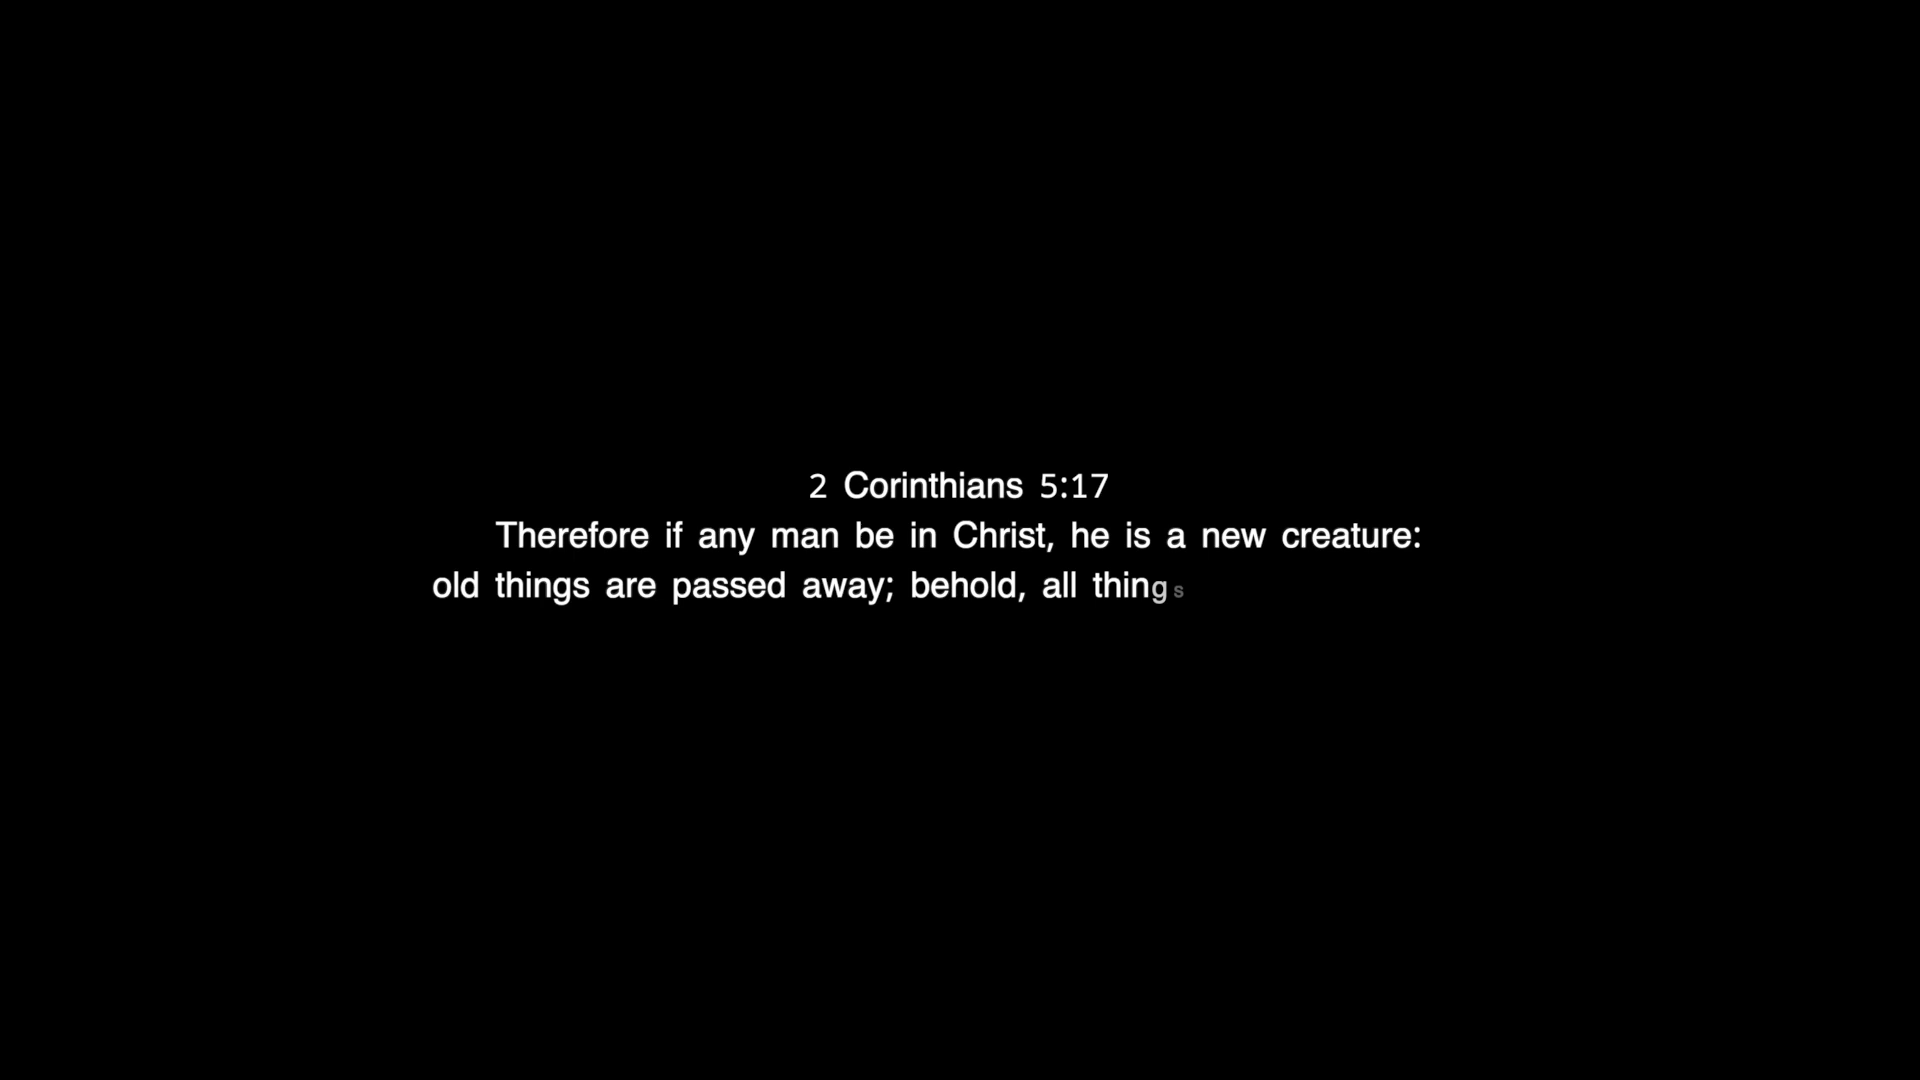 2 Corinthians 5:17
Therefore if any man be in Christ, he is a new creature:
old things are passed away; behold, all things